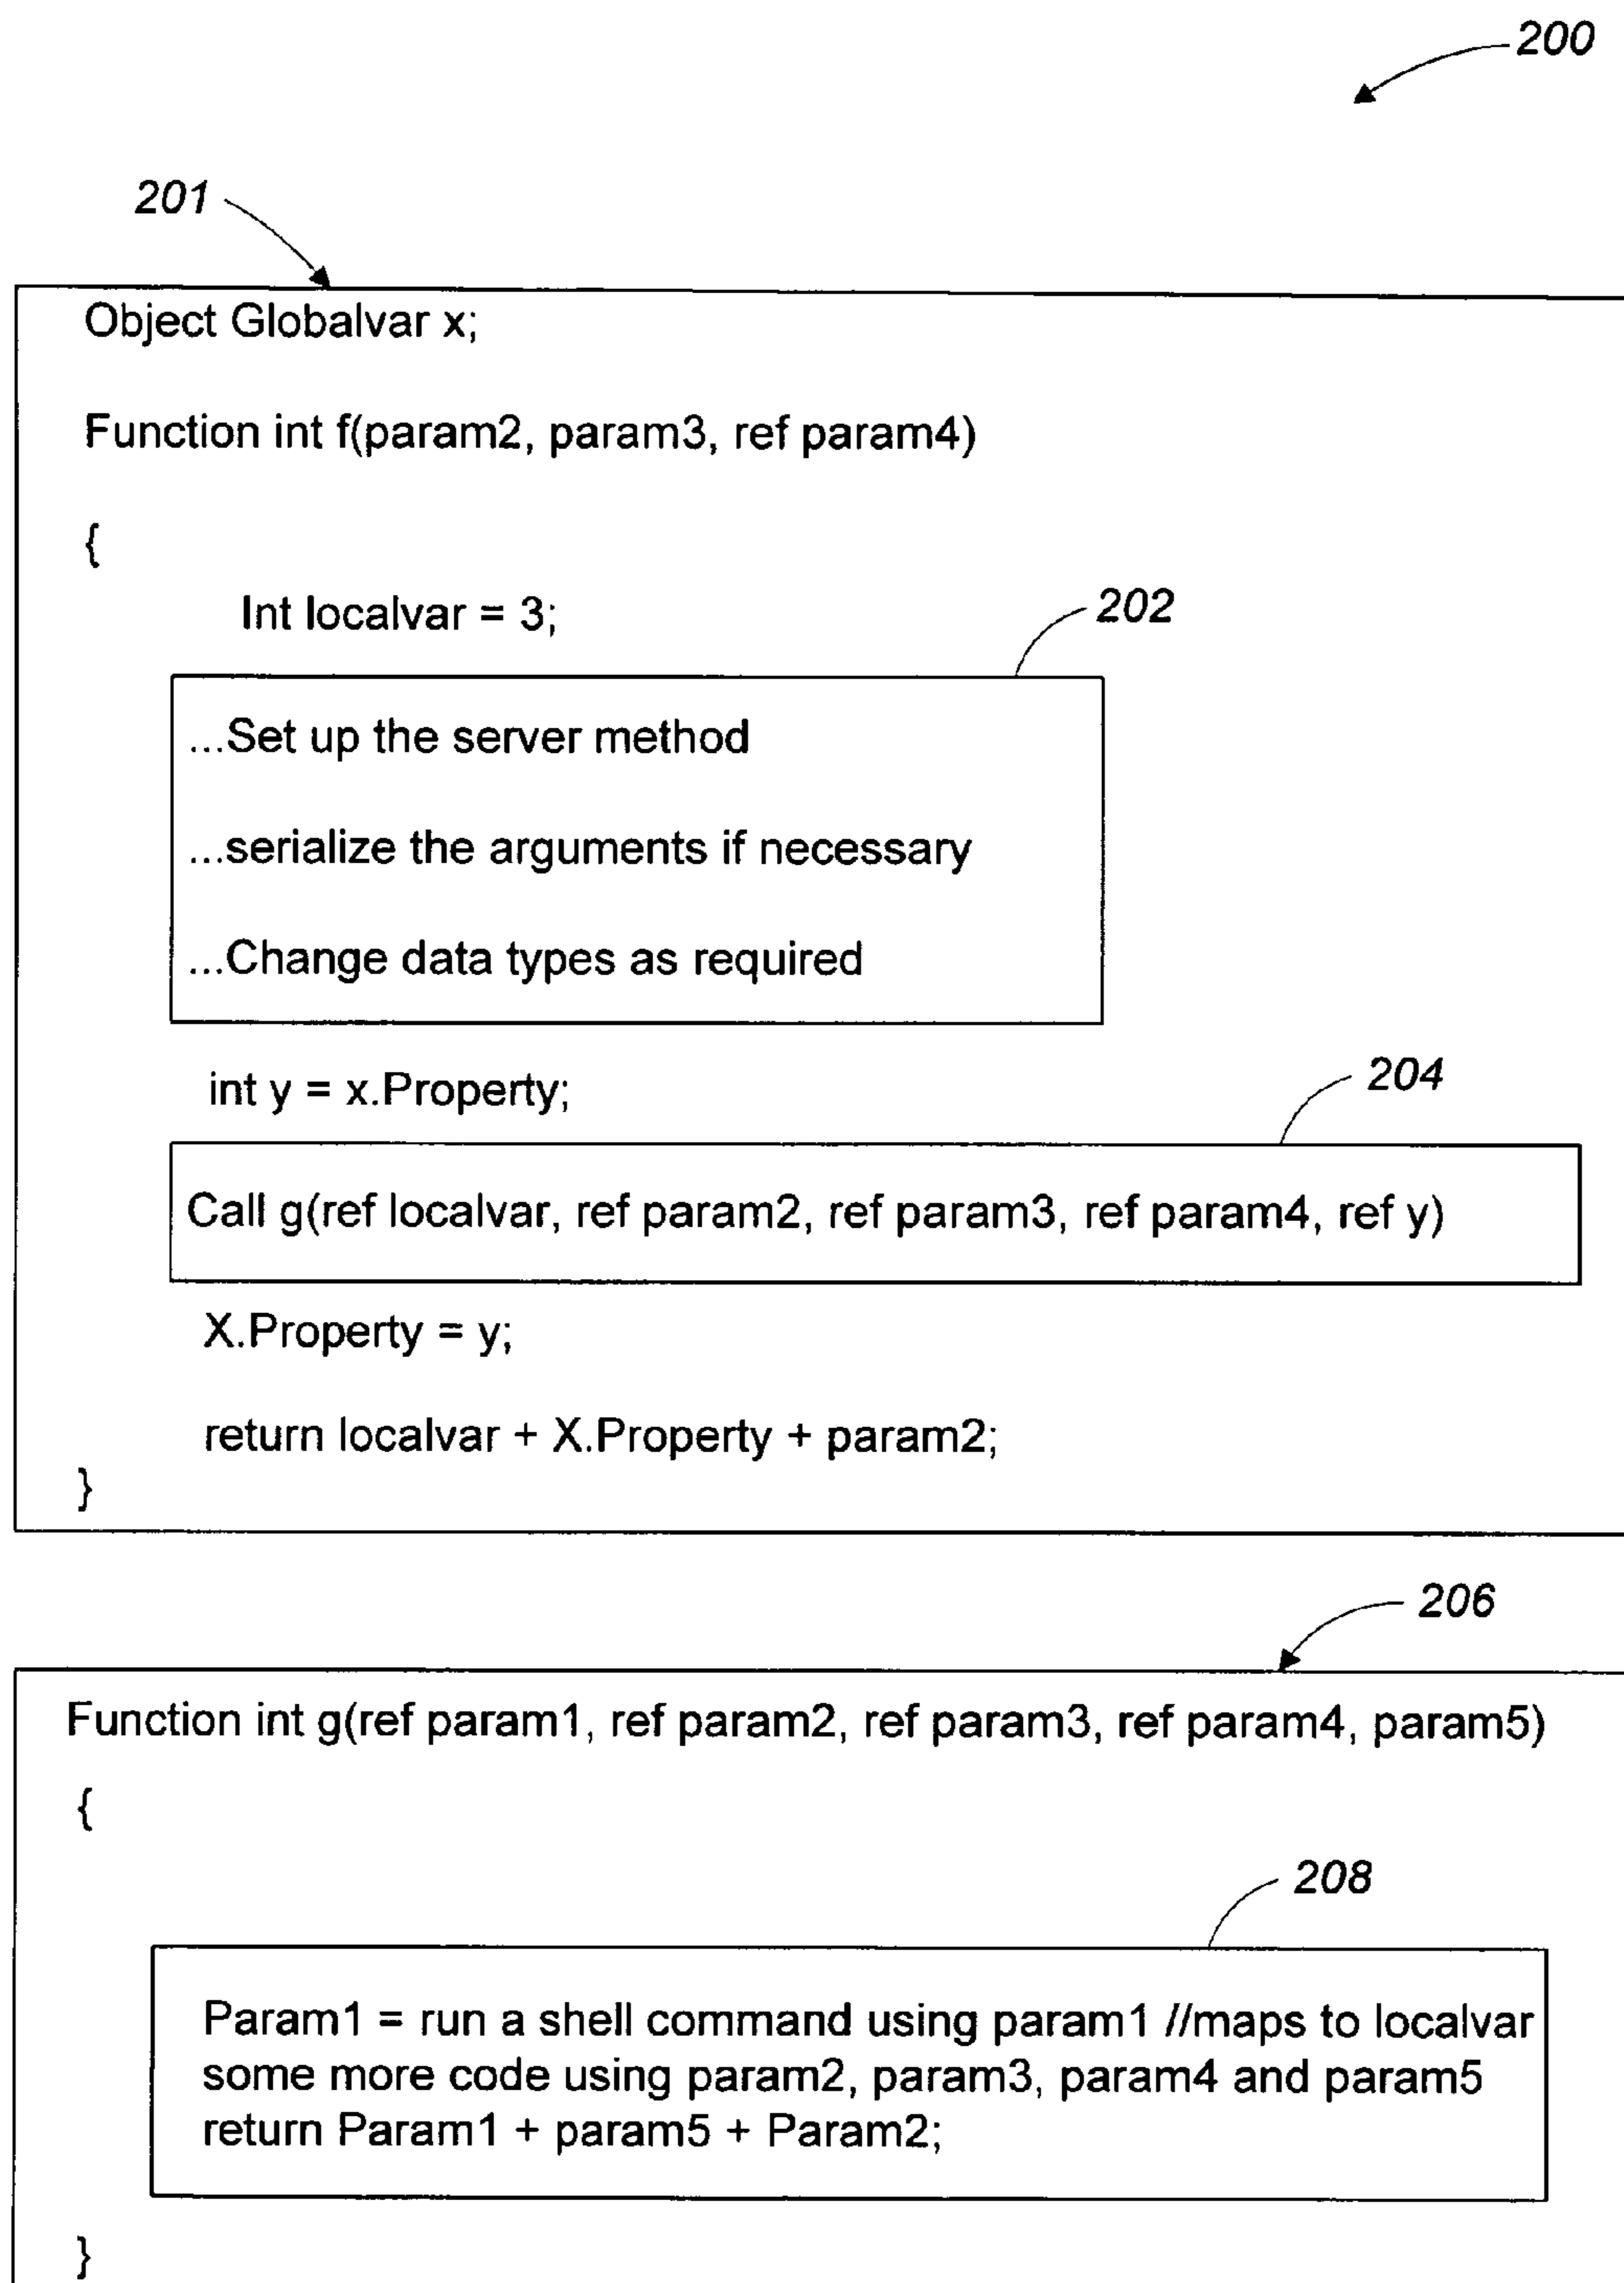 200
201
Object Globalvar x;
Function int f(param2, param3, ref param4)
{
Int localvar = 3;
202
...Set up the server method
...serialize the arguments if necessary
...Change data types as required
int y = x.Property;
204
Call g(ref localvar, ref param2, ref param3, ref param4, ref y)
X.Property = y;
return localvar + X.Property + param2;
}
206
Function int g(ref param1, ref param2, ref param3, ref param4, param5)
{
208
Param1 = run a shell command using param1 //maps to localvar
some more code using param2, param3, param4 and param5
return Param1 + param5 + Param2;
}